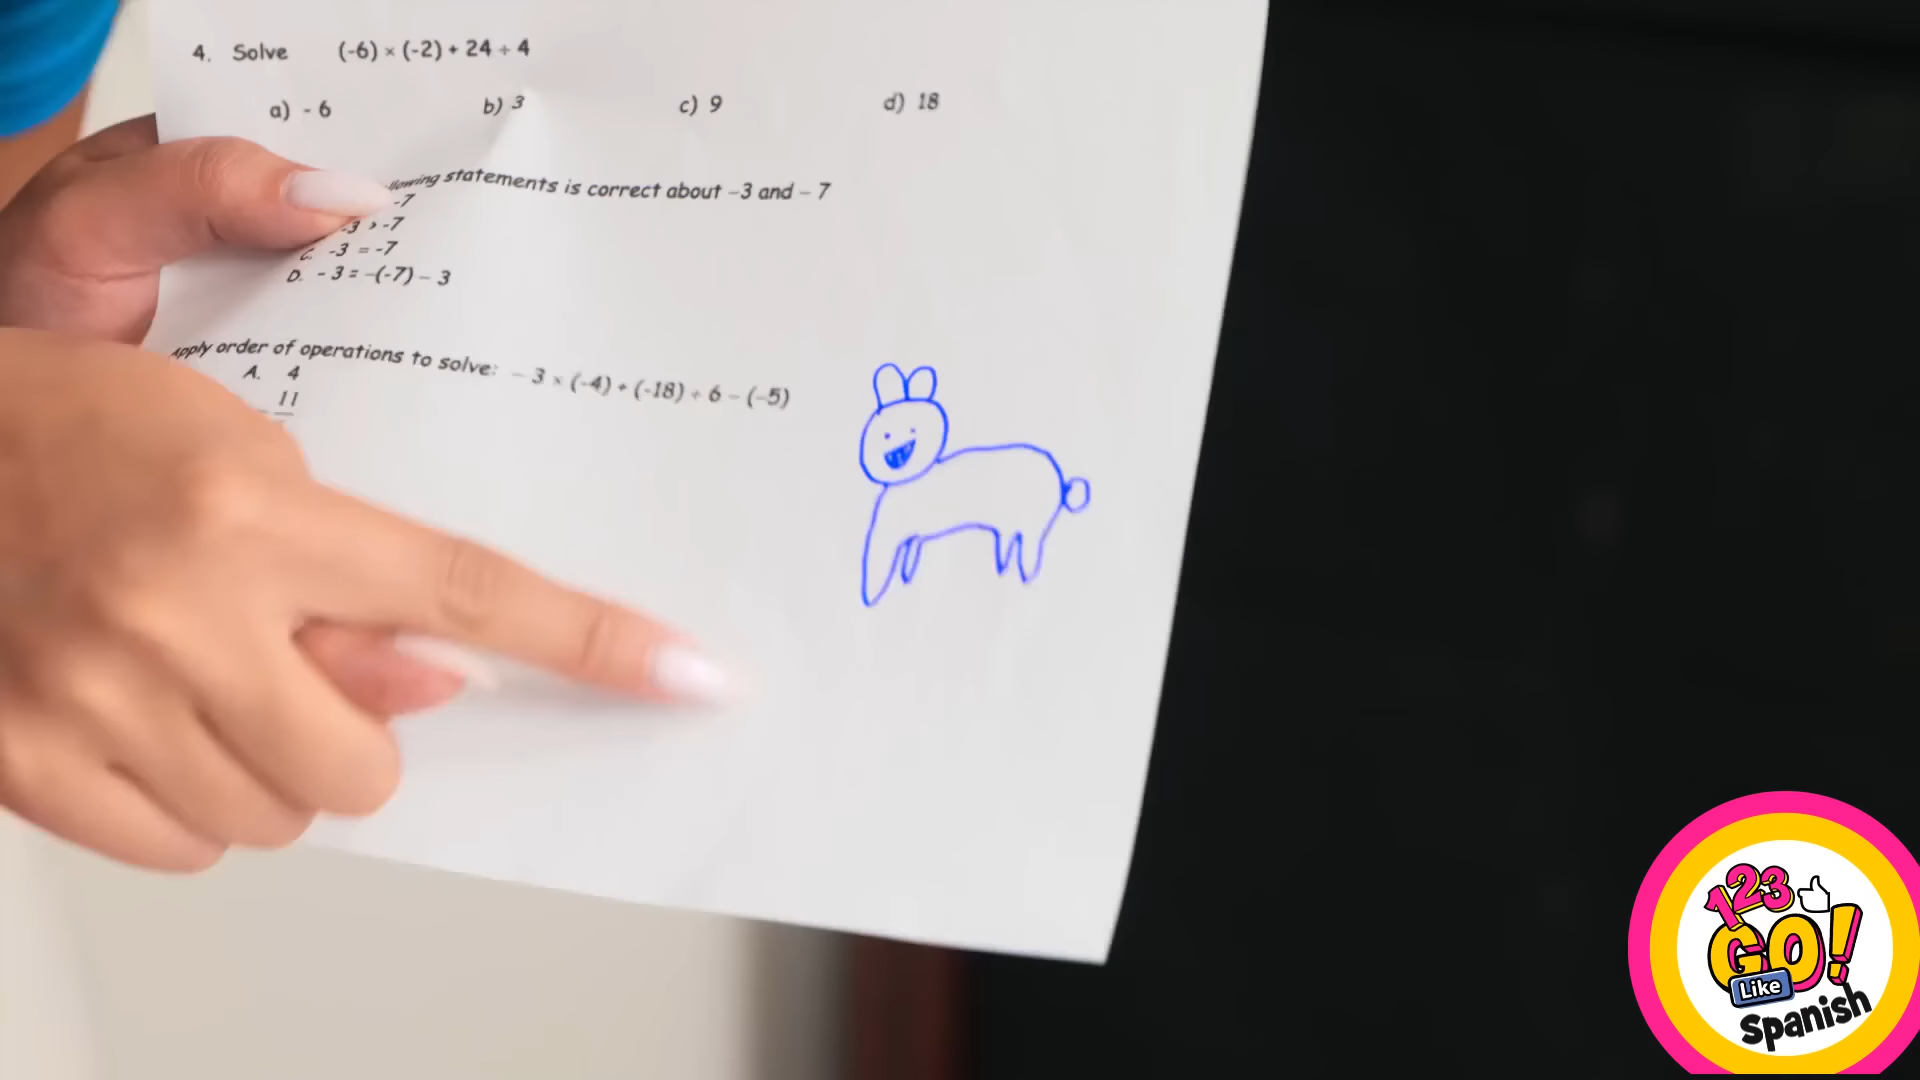 4. Solve (-6) × (-2) + 24 ÷ 4
a) - 6 b) 3 c) 9 d) 18
statements is correct about -3 and - 7
-7
-3 > -7
C. -3 = -7
D. - 3 = -(-7) - 3
Apply order of operations to solve: - 3 × (-4) + (-18) ÷ 6 - (-5)
A. 4
11
123
GO!
Like
Spanish